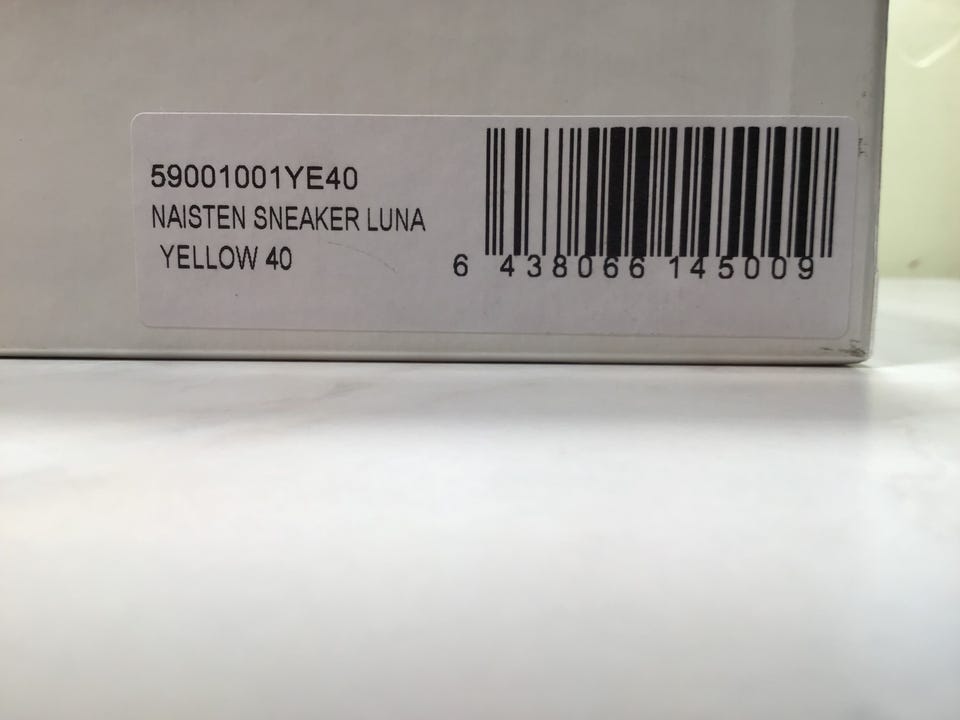 59001001YE40
NAISTEN SNEAKER LUNA
YELLOW 40
6 438066 145009